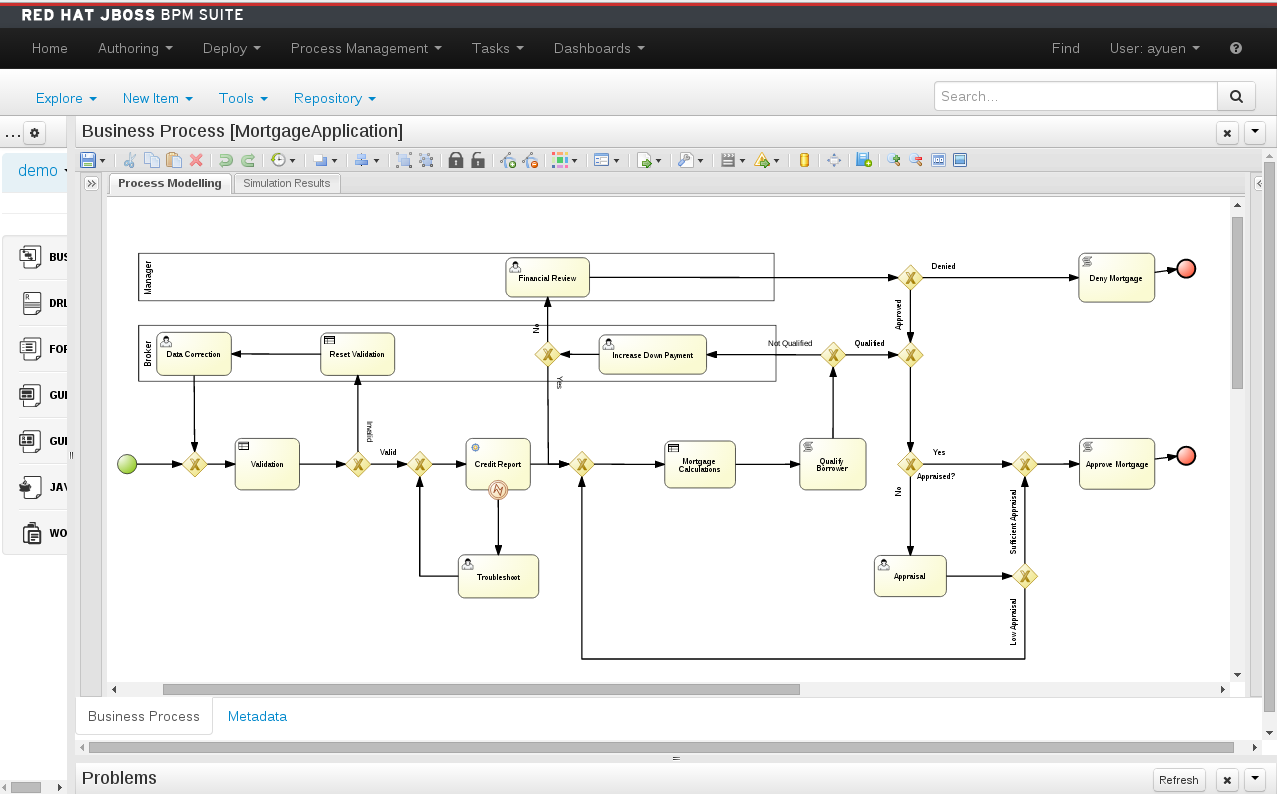 RED HAT JBOSS BPM SUITE
Home Authoring Deploy Process Management Tasks Dashboards Find User: ayuen
Explore New Item Tools Repository Search...
... Business Process [MortgageApplication]
demo
Process Modelling Simulation Results
BUS
DRL
FOR
GUI
GUI
JAV
WO
Manager
Financial Review
Denied
Deny Mortgage
Approved
No
Broker
Data Correction
Reset Validation
Increase Down Payment
Not Qualified
Qualified
Yes
Invalid
Validation
Valid
Credit Report
Mortgage
Calculations
Qualify
Borrower
Yes
Appraised?
Approve Mortgage
No
Sufficient Appraisal
Troubleshoot
Appraisal
Low Appraisal
Business Process Metadata
Problems Refresh